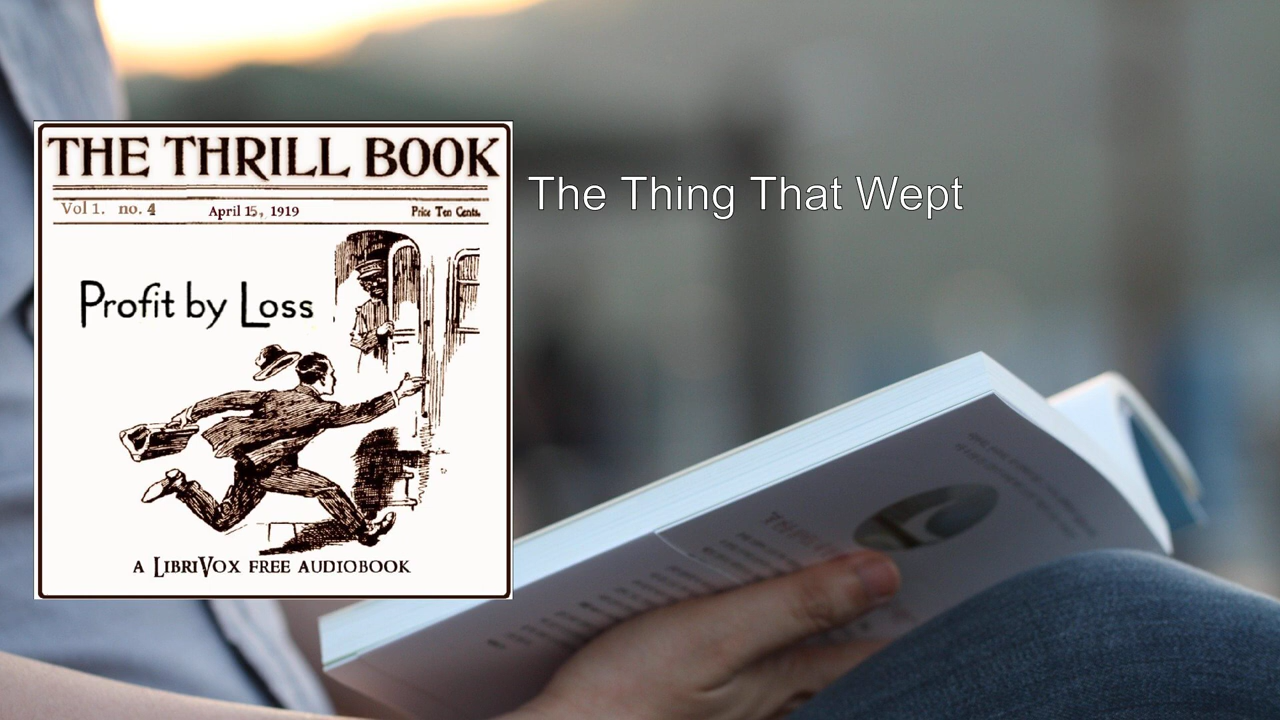 THE THRILL BOOK
Vol 1. no. 4 April 15, 1919 Price Ten Cents.
Profit by Loss
A LIBRIVOX FREE AUDIOBOOK
The Thing That Wept